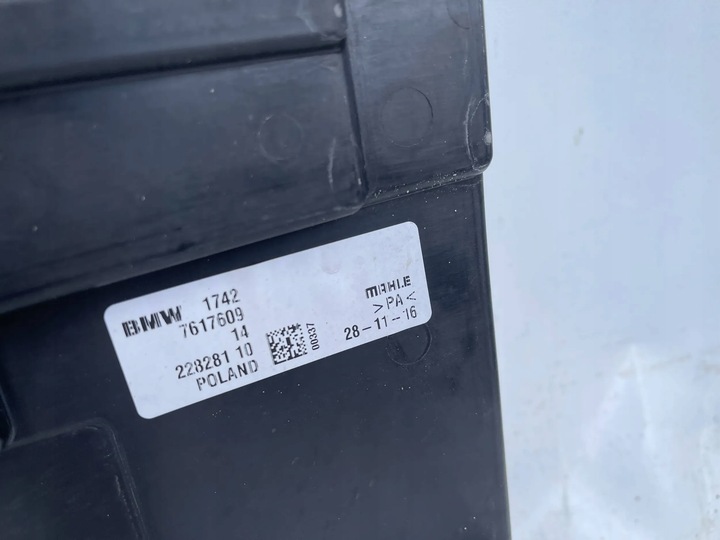 BMW 1742
7617609
14
228281 10
POLAND
00337
MAHLE
>PA<
28-11-16